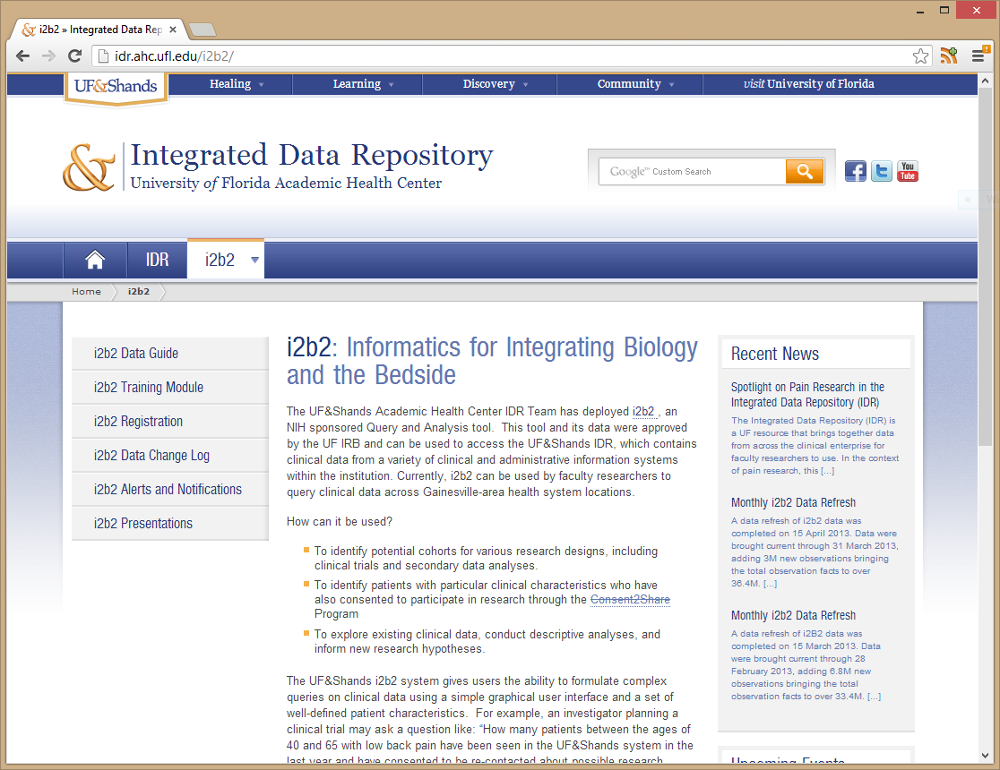 i2b2 » Integrated Data Rep
idr.ahc.ufl.edu/i2b2/
UF&Shands
Healing
Learning
Discovery
Community
visit University of Florida
&
Integrated Data Repository
University of Florida Academic Health Center
Google™ Custom Search
f
t
You
Tube
IDR
i2b2
Home
i2b2
i2b2 Data Guide
i2b2 Training Module
i2b2 Registration
i2b2 Data Change Log
i2b2 Alerts and Notifications
i2b2 Presentations
i2b2: Informatics for Integrating Biology
and the Bedside
The UF&Shands Academic Health Center IDR Team has deployed i2b2 , an
NIH sponsored Query and Analysis tool.  This tool and its data were approved
by the UF IRB and can be used to access the UF&Shands IDR, which contains
clinical data from a variety of clinical and administrative information systems
within the institution. Currently, i2b2 can be used by faculty researchers to
query clinical data across Gainesville-area health system locations.
How can it be used?
To identify potential cohorts for various research designs, including
clinical trials and secondary data analyses.
To identify patients with particular clinical characteristics who have
also consented to participate in research through the Consent2Share
Program
To explore existing clinical data, conduct descriptive analyses, and
inform new research hypotheses.
The UF&Shands i2b2 system gives users the ability to formulate complex
queries on clinical data using a simple graphical user interface and a set of
well-defined patient characteristics.  For example, an investigator planning a
clinical trial may ask a question like: “How many patients between the ages of
40 and 65 with low back pain have been seen in the UF&Shands system in the
last year and have consented to be re-contacted about possible research
Recent News
Spotlight on Pain Research in the
Integrated Data Repository (IDR)
The Integrated Data Repository (IDR) is
a UF resource that brings together data
from across the clinical enterprise for
faculty researchers to use. In the context
of pain research, this [...]
Monthly i2b2 Data Refresh
A data refresh of i2b2 data was
completed on 15 April 2013. Data were
brought current through 31 March 2013,
adding 3M new observations bringing
the total observation facts to over
36.4M. [...]
Monthly i2b2 Data Refresh
A data refresh of i2B2 data was
completed on 15 March 2013. Data
were brought current through 28
February 2013, adding 6.8M new
observations bringing the total
observation facts to over 33.4M. [...]
Upcoming Events